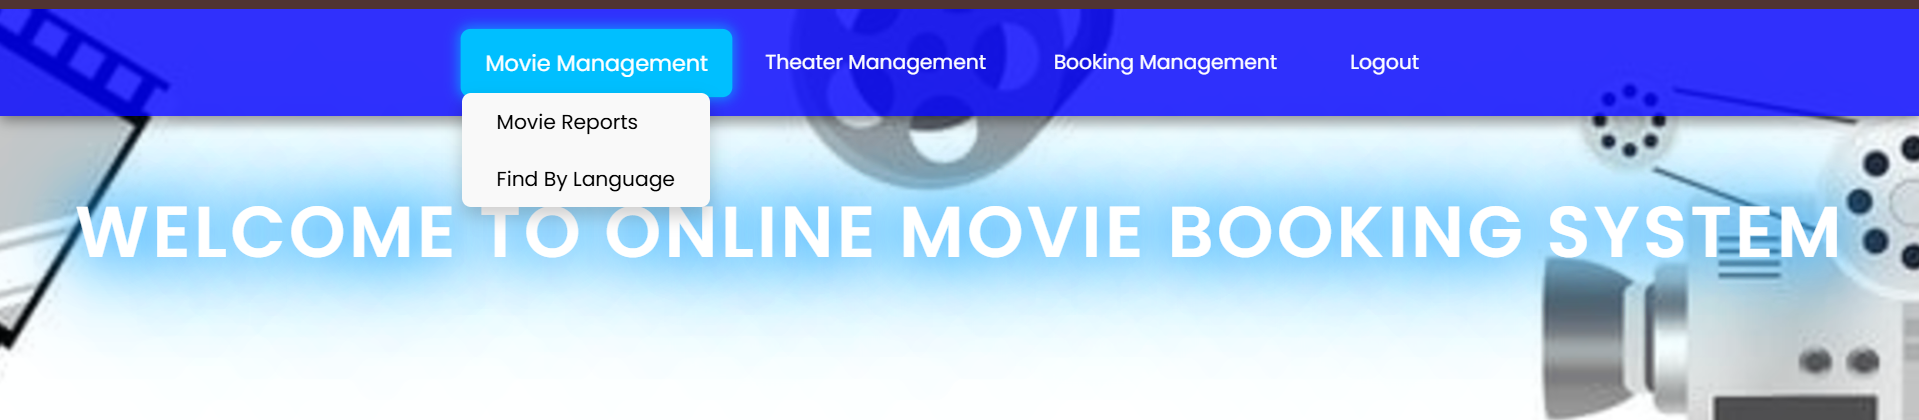 Movie Management
Theater Management
Booking Management
Logout
Movie Reports
Find By Language
WELCOME TO ONLINE MOVIE BOOKING SYSTEM